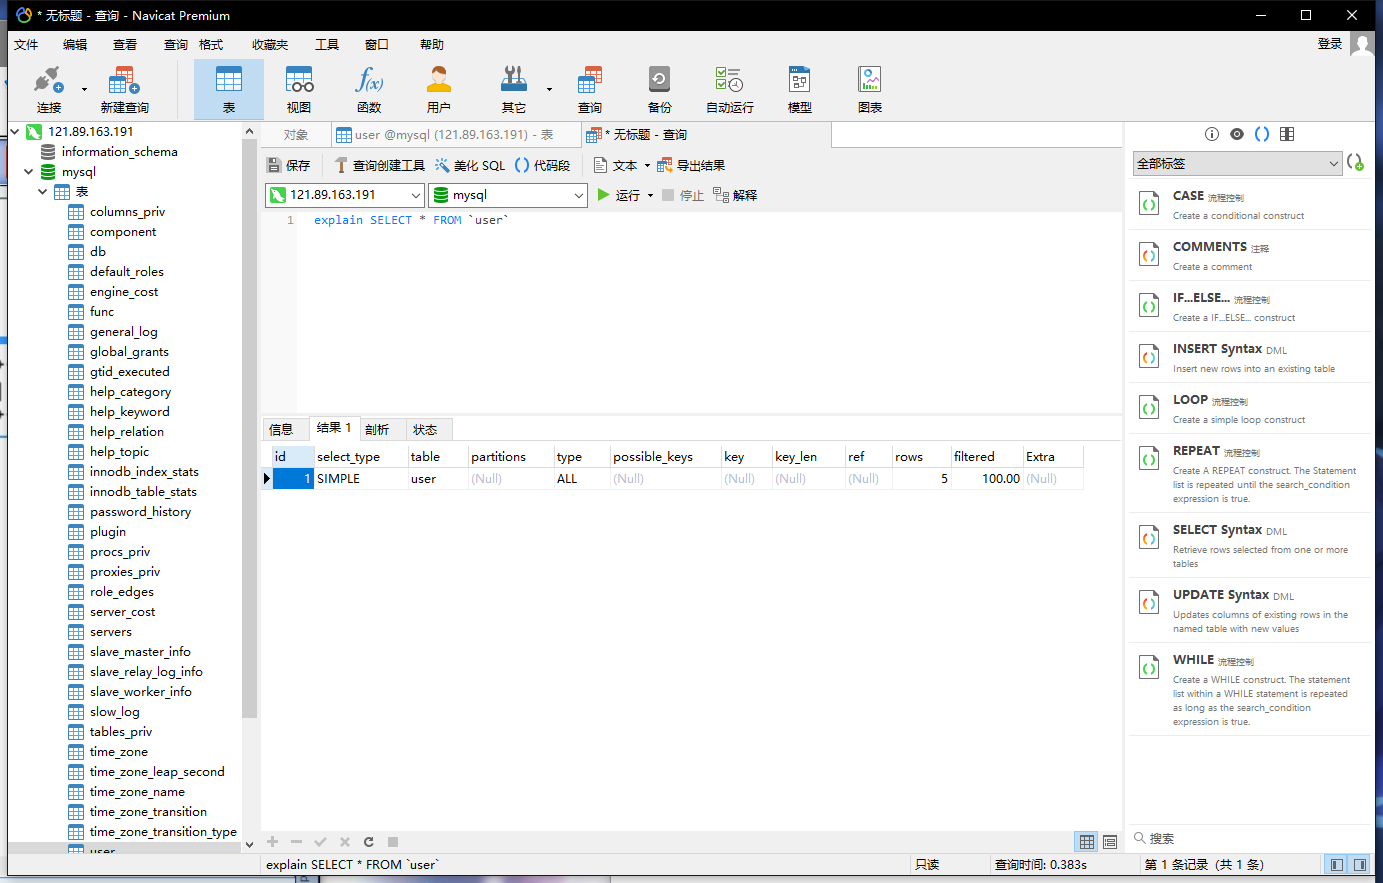 * 无标题 - 查询 - Navicat Premium
文件 编辑 查看 查询 格式 收藏夹 工具 窗口 帮助 登录
连接 新建查询 表 视图 函数 用户 其它 查询 备份 自动运行 模型 图表
f(x)
121.89.163.191
information_schema
mysql
表
columns_priv
component
db
default_roles
engine_cost
func
general_log
global_grants
gtid_executed
help_category
help_keyword
help_relation
help_topic
innodb_index_stats
innodb_table_stats
password_history
plugin
procs_priv
proxies_priv
role_edges
server_cost
servers
slave_master_info
slave_relay_log_info
slave_worker_info
slow_log
tables_priv
time_zone
time_zone_leap_second
time_zone_name
time_zone_transition
time_zone_transition_type
user
对象 user @mysql (121.89.163.191) - 表 * 无标题 - 查询
保存 查询创建工具 美化 SQL 代码段 文本 导出结果
121.89.163.191 mysql 运行 停止 解释
1 explain SELECT * FROM `user`
信息 结果 1 剖析 状态
id select_type table partitions type possible_keys key key_len ref rows filtered Extra
1 SIMPLE user (Null) ALL (Null) (Null) (Null) (Null) 5 100.00 (Null)
全部标签
CASE 流程控制
Create a conditional construct
COMMENTS 注释
Create a comment
IF...ELSE... 流程控制
Create a IF...ELSE... construct
INSERT Syntax DML
Insert new rows into an existing table
LOOP 流程控制
Create a simple loop construct
REPEAT 流程控制
Create A REPEAT construct. The Statement
list is repeated until the search_condition
expression is true.
SELECT Syntax DML
Retrieve rows selected from one or more
tables
UPDATE Syntax DML
Updates columns of existing rows in the
named table with new values
WHILE 流程控制
Create a WHILE construct. The statement
list within a WHILE statement is repeated
as long as the search_condition
expression is true.
搜索
explain SELECT * FROM `user` 只读 查询时间: 0.383s 第 1 条记录 (共 1 条)